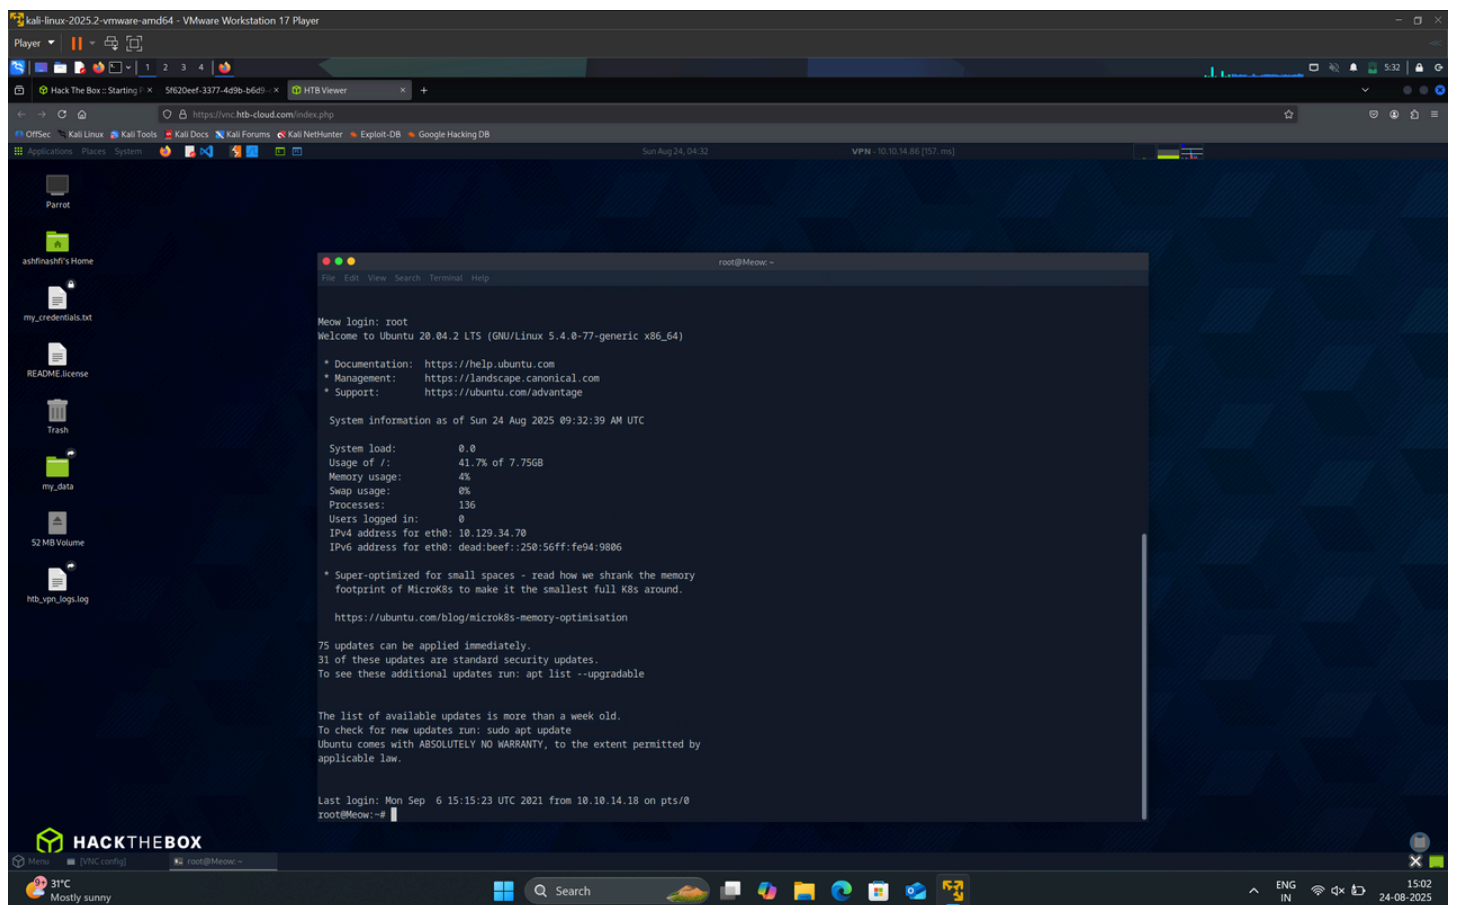 kali-linux-2025.2-vmware-amd64 - VMware Workstation 17 Player
Player
1 2 3 4
5:32
Hack The Box :: Starting P
5f620eef-3377-4d9b-b6d9-
HTB Viewer
https://vnc.htb-cloud.com/index.php
OffSec Kali Linux Kali Tools Kali Docs Kali Forums Kali NetHunter Exploit-DB Google Hacking DB
Applications Places System
Sun Aug 24, 04:32
VPN - 10.10.14.86 [157. ms]
Parrot
ashfinashfi's Home
my_credentials.txt
README.license
Trash
my_data
52 MB Volume
htb_vpn_logs.log
root@Meow: ~
File Edit View Search Terminal Help
Meow login: root
Welcome to Ubuntu 20.04.2 LTS (GNU/Linux 5.4.0-77-generic x86_64)
* Documentation: https://help.ubuntu.com
* Management: https://landscape.canonical.com
* Support: https://ubuntu.com/advantage
System information as of Sun 24 Aug 2025 09:32:39 AM UTC
System load: 0.0
Usage of /: 41.7% of 7.75GB
Memory usage: 4%
Swap usage: 0%
Processes: 136
Users logged in: 0
IPv4 address for eth0: 10.129.34.70
IPv6 address for eth0: dead:beef::250:56ff:fe94:9806
* Super-optimized for small spaces - read how we shrank the memory
footprint of MicroK8s to make it the smallest full K8s around.
https://ubuntu.com/blog/microk8s-memory-optimisation
75 updates can be applied immediately.
31 of these updates are standard security updates.
To see these additional updates run: apt list --upgradable
The list of available updates is more than a week old.
To check for new updates run: sudo apt update
Ubuntu comes with ABSOLUTELY NO WARRANTY, to the extent permitted by
applicable law.
Last login: Mon Sep  6 15:15:23 UTC 2021 from 10.10.14.18 on pts/0
root@Meow:~#
HACKTHEBOX
Menu [VNC config] root@Meow: ~
9+
31°C
Mostly sunny
Search
ENG
IN
15:02
24-08-2025